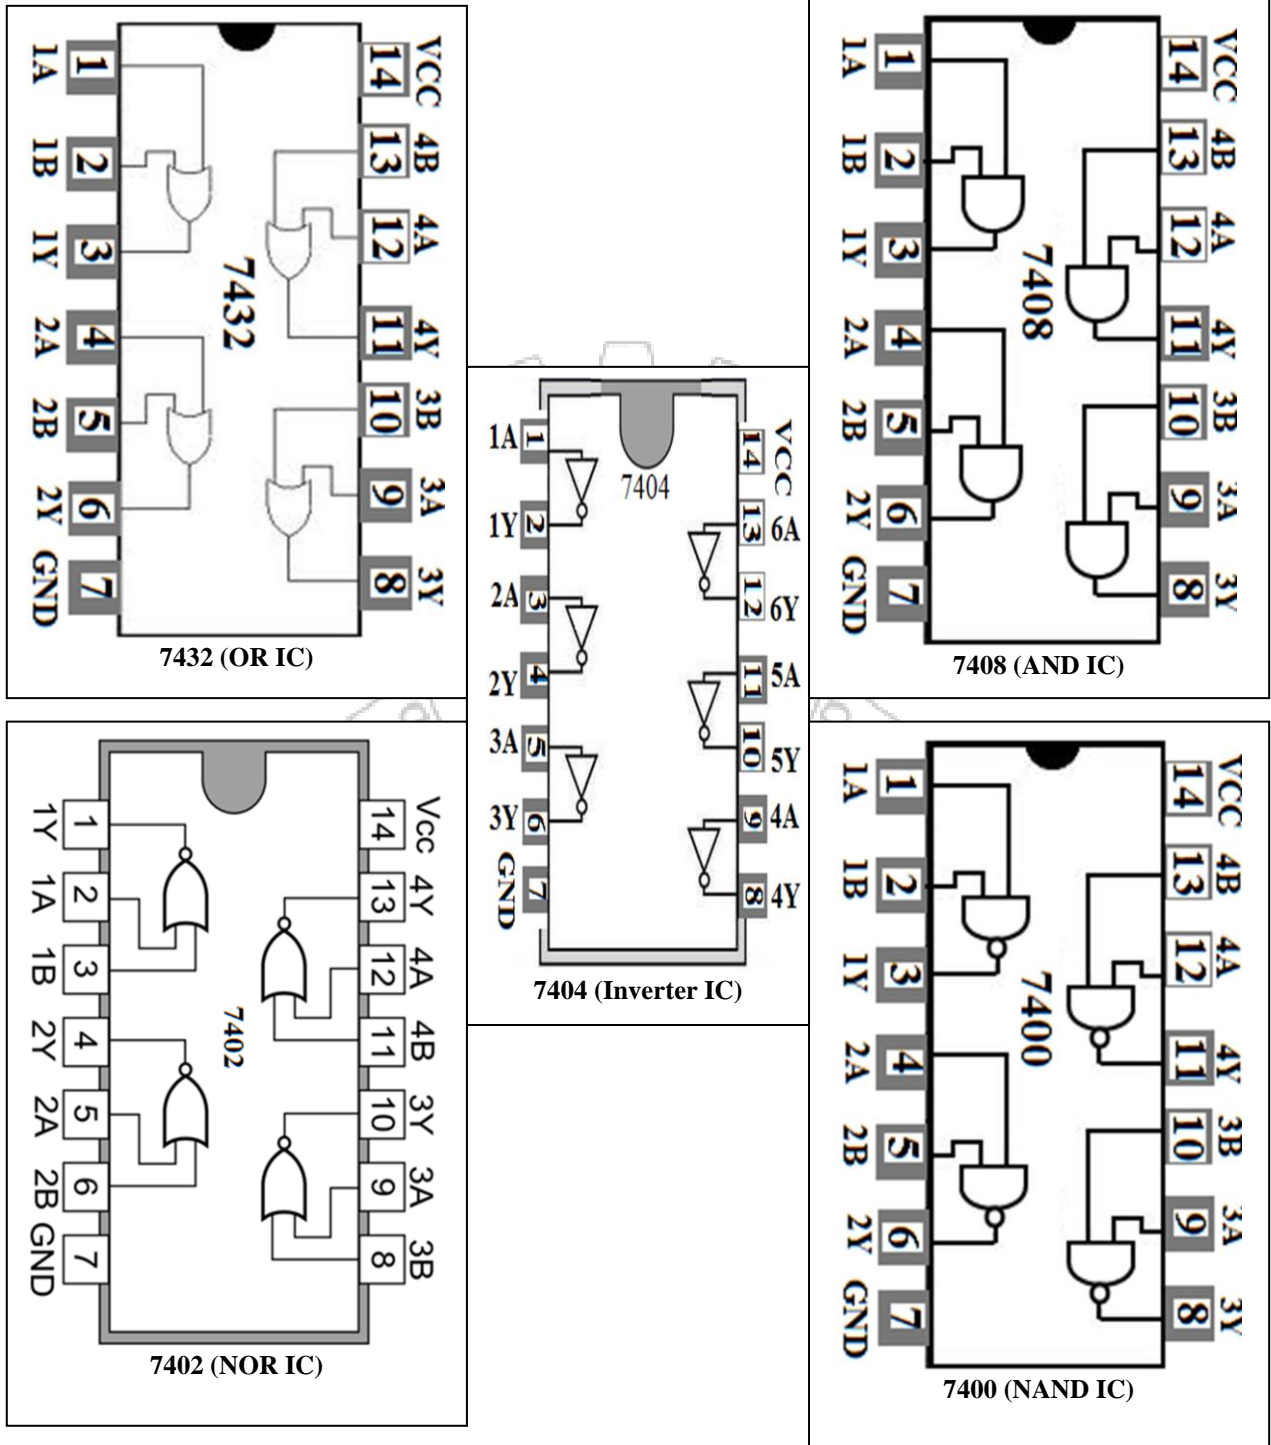 1A 1 14 VCC
1B 2 13 4B
1Y 3 12 4A
7432
2A 4 11 4Y
2B 5 10 3B
2Y 6 9 3A
GND 7 8 3Y
7432 (OR IC)
1A 1 14 VCC
1B 2 13 4B
1Y 3 12 4A
7408
2A 4 11 4Y
2B 5 10 3B
2Y 6 9 3A
GND 7 8 3Y
7408 (AND IC)
1A 1 14 VCC
7404
1Y 2 13 6A
2A 3 12 6Y
2Y 4 11 5A
3A 5 10 5Y
3Y 6 9 4A
GND 7 8 4Y
7404 (Inverter IC)
1Y 1 14 Vcc
1A 2 13 4Y
1B 3 12 4A
7402
2Y 4 11 4B
2A 5 10 3Y
2B 6 9 3A
GND 7 8 3B
7402 (NOR IC)
1A 1 14 VCC
1B 2 13 4B
1Y 3 12 4A
7400
2A 4 11 4Y
2B 5 10 3B
2Y 6 9 3A
GND 7 8 3Y
7400 (NAND IC)